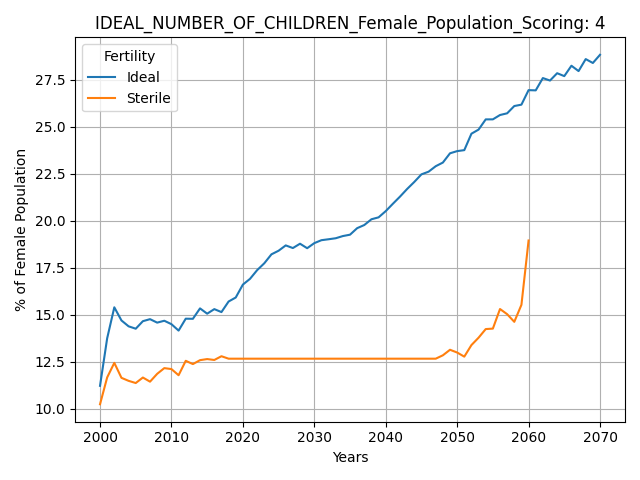 IDEAL_NUMBER_OF_CHILDREN_Female_Population_Scoring: 4
Fertility
Ideal
Sterile
% of Female Population
27.5
25.0
22.5
20.0
17.5
15.0
12.5
10.0
2000 2010 2020 2030 2040 2050 2060 2070
Years